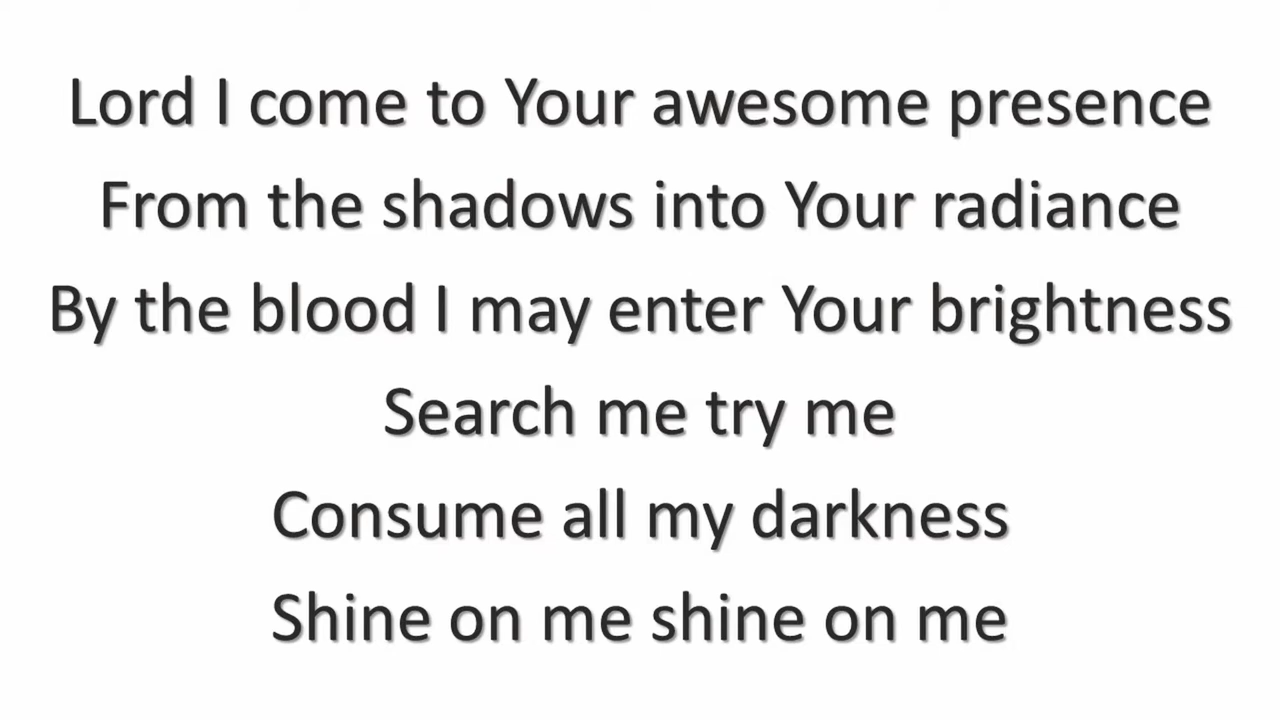 Lord I come to Your awesome presence
From the shadows into Your radiance
By the blood I may enter Your brightness
Search me try me
Consume all my darkness
Shine on me shine on me